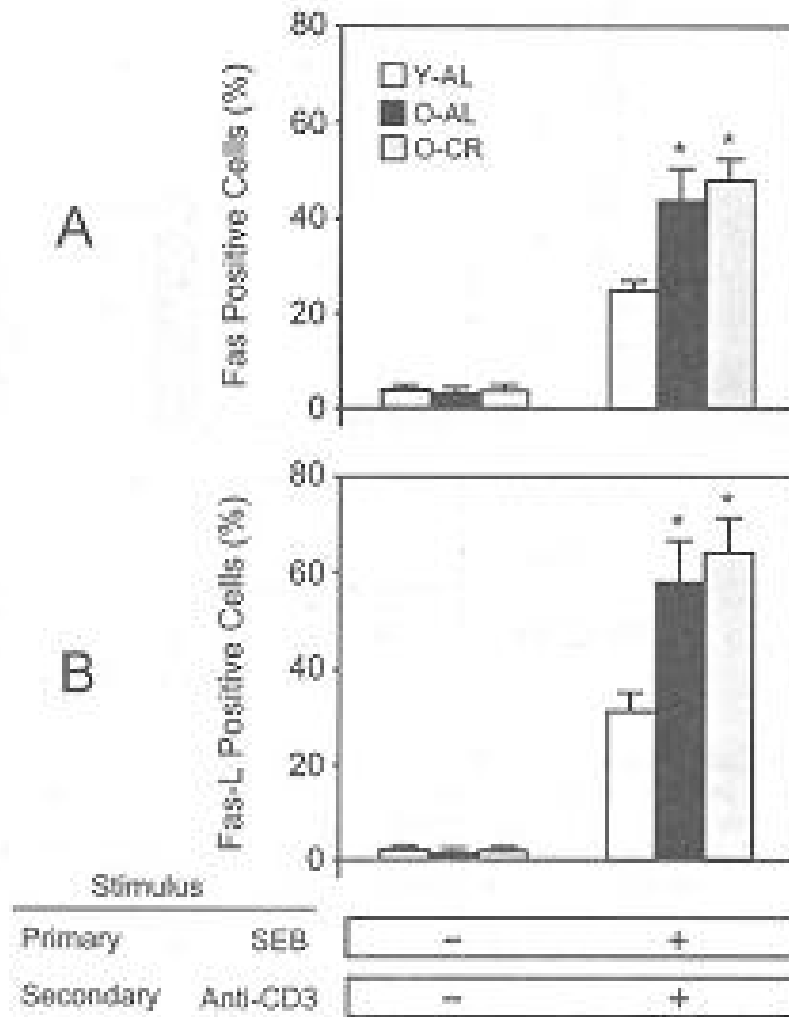 80
Y-AL
O-AL
O-CR
60
* *
40
20
0
Fas Positive Cells (%)
A
80
* *
60
40
20
0
Fas-L Positive Cells (%)
B
Stimulus
Primary SEB − +
Secondary Anti-CD3 − +